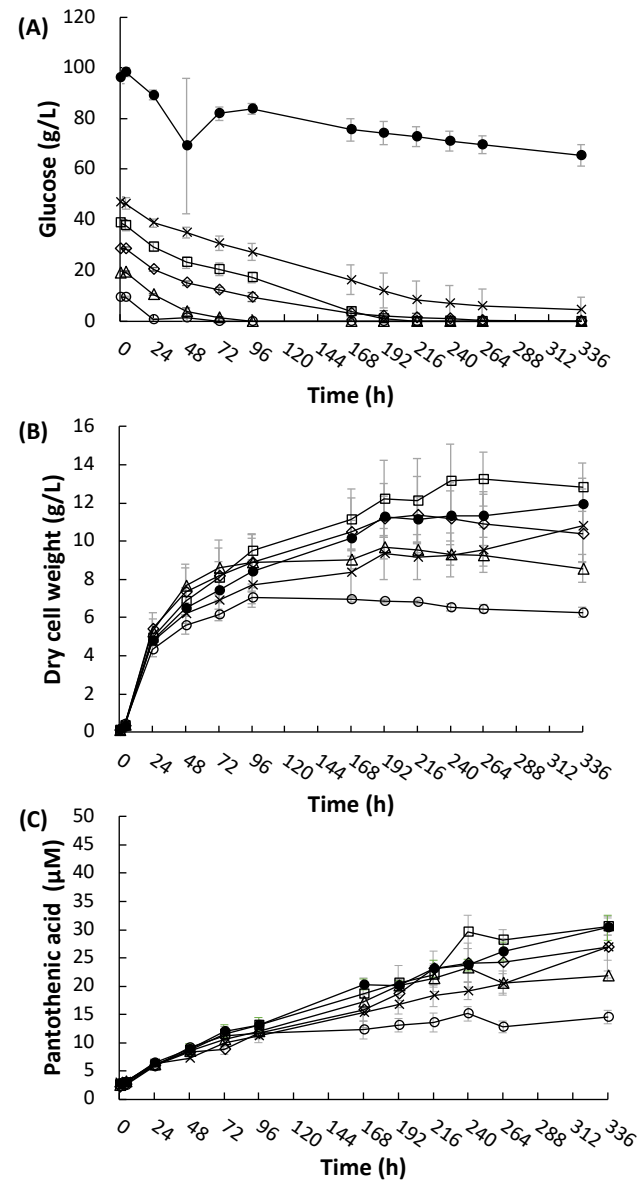 (A)
120
100
80
60
40
20
0
Glucose (g/L)
0 24 48 72 96 120 144 168 192 216 240 264 288 312 336
Time (h)
(B)
16
14
12
10
8
6
4
2
0
Dry cell weight (g/L)
0 24 48 72 96 120 144 168 192 216 240 264 288 312 336
Time (h)
(C)
50
45
40
35
30
25
20
15
10
5
0
Pantothenic acid (μM)
0 24 48 72 96 120 144 168 192 216 240 264 288 312 336
Time (h)